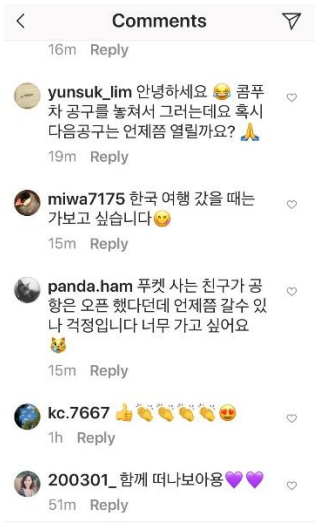 Comments
16m Reply
yunsuk_lim 안녕하세요 😂 콤푸
차 공구를 놓쳐서 그러는데요 혹시
다음공구는 언제쯤 열릴까요? 🙏
19m Reply
miwa7175 한국 여행 갔을 때는
가보고 싶습니다😋
15m Reply
panda.ham 푸켓 사는 친구가 공
항은 오픈 했다던데 언제쯤 갈수 있
나 걱정입니다 너무 가고 싶어요
😿
15m Reply
kc.7667 👍👏👏👏👏😍
1h Reply
200301_ 함께 떠나보아용💜💜
51m Reply